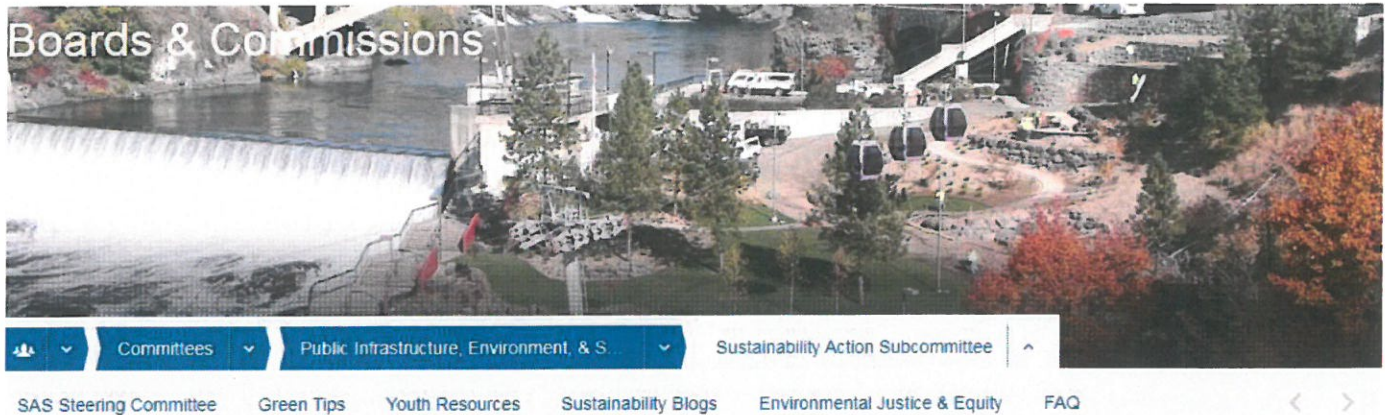 Boards & Commissions
Committees
Public Infrastructure, Environment, & S...
Sustainability Action Subcommittee
SAS Steering Committee
Green Tips
Youth Resources
Sustainability Blogs
Environmental Justice & Equity
FAQ